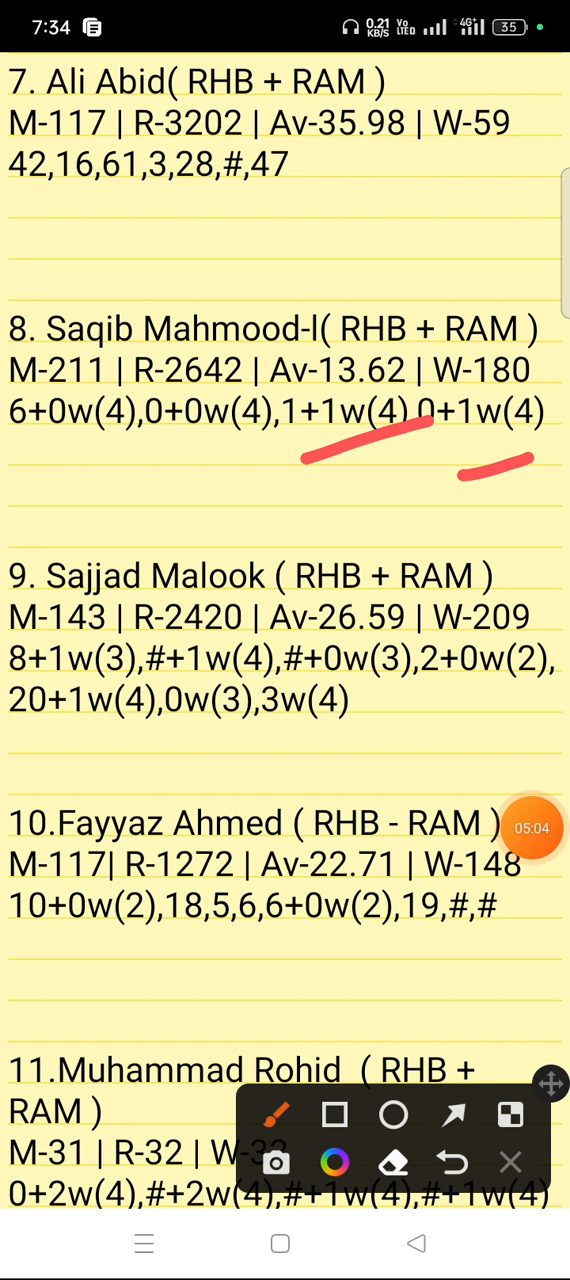 7:34 0.21 KB/S Vo LTED 4G+ 35
7. Ali Abid( RHB + RAM )
M-117 | R-3202 | Av-35.98 | W-59
42,16,61,3,28,#,47
8. Saqib Mahmood-l( RHB + RAM )
M-211 | R-2642 | Av-13.62 | W-180
6+0w(4),0+0w(4),1+1w(4),0+1w(4)
9. Sajjad Malook ( RHB + RAM )
M-143 | R-2420 | Av-26.59 | W-209
8+1w(3),#+1w(4),#+0w(3),2+0w(2),
20+1w(4),0w(3),3w(4)
10.Fayyaz Ahmed ( RHB - RAM )
05:04
M-117| R-1272 | Av-22.71 | W-148
10+0w(2),18,5,6,6+0w(2),19,#,#
11.Muhammad Rohid ( RHB +
RAM )
M-31 | R-32 | W-32
0+2w(4),#+2w(4),#+1w(4),#+1w(4)